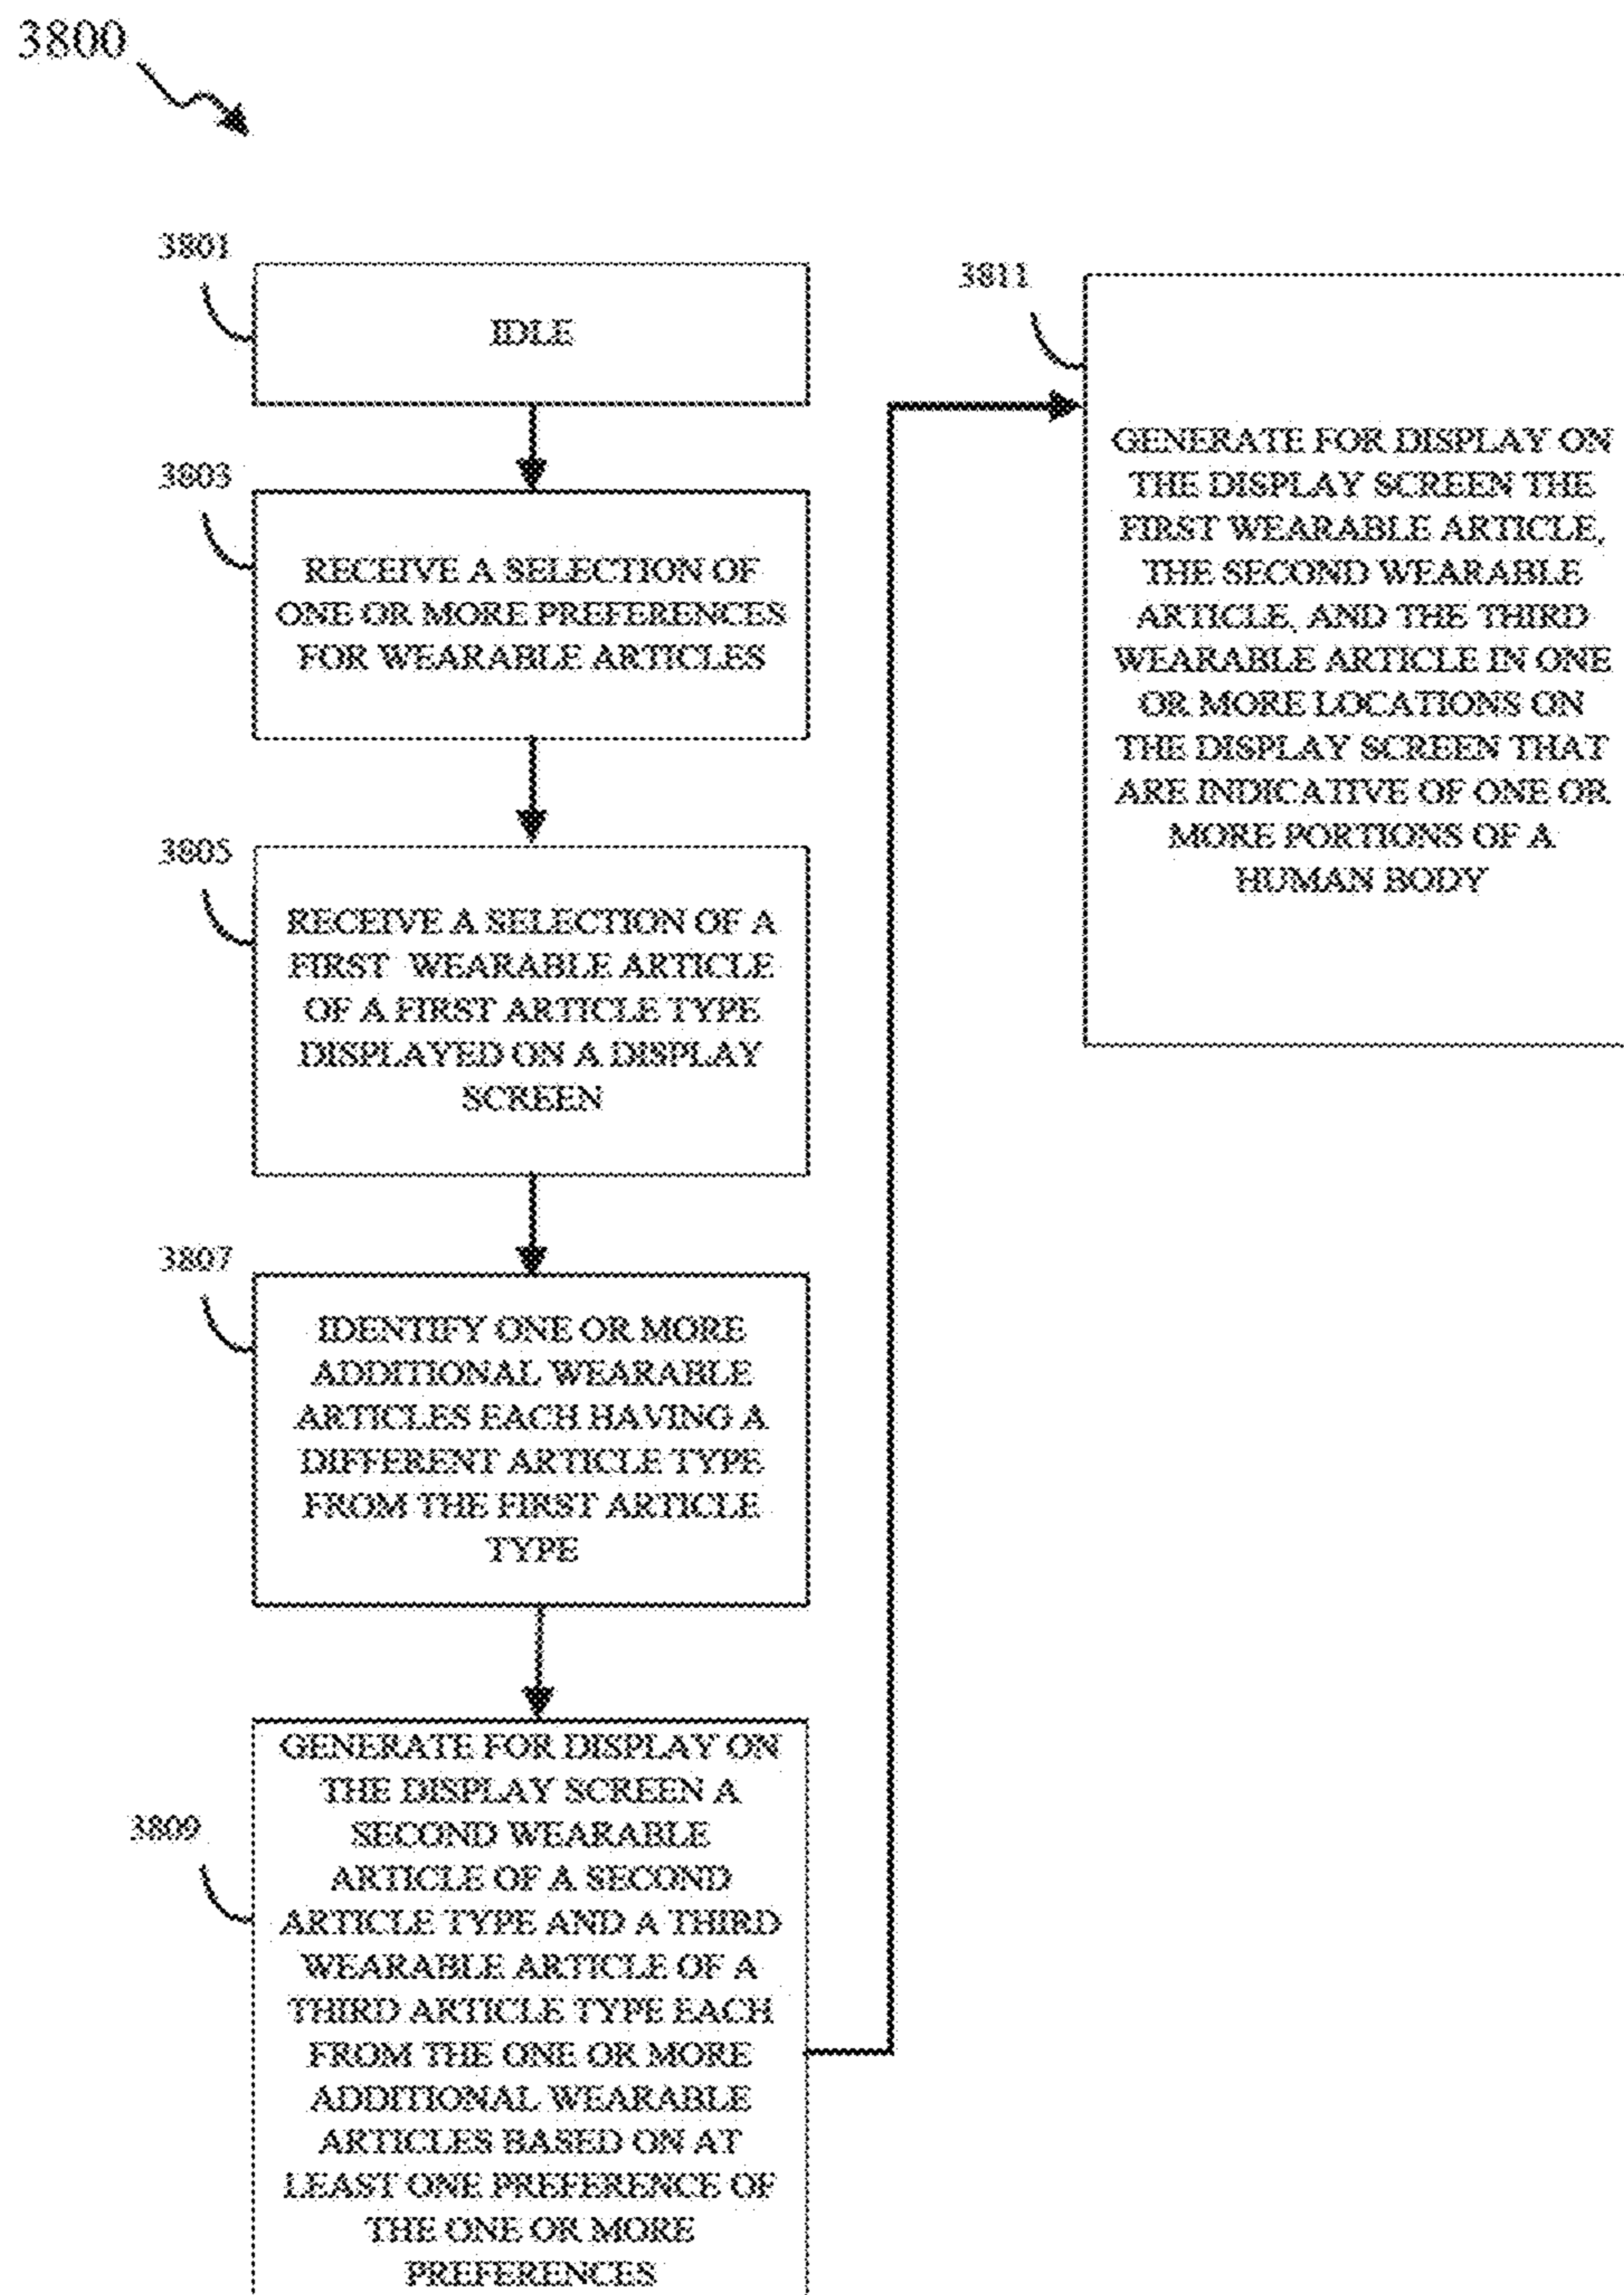 3800
3801
IDLE
3803
RECEIVE A SELECTION OF
ONE OR MORE PREFERENCES
FOR WEARABLE ARTICLES
3805
RECEIVE A SELECTION OF A
FIRST WEARABLE ARTICLE
OF A FIRST ARTICLE TYPE
DISPLAYED ON A DISPLAY
SCREEN
3807
IDENTIFY ONE OR MORE
ADDITIONAL WEARABLE
ARTICLES EACH HAVING A
DIFFERENT ARTICLE TYPE
FROM THE FIRST ARTICLE
TYPE
3809
GENERATE FOR DISPLAY ON
THE DISPLAY SCREEN A
SECOND WEARABLE
ARTICLE OF A SECOND
ARTICLE TYPE AND A THIRD
WEARABLE ARTICLE OF A
THIRD ARTICLE TYPE EACH
FROM THE ONE OR MORE
ADDITIONAL WEARABLE
ARTICLES BASED ON AT
LEAST ONE PREFERENCE OF
THE ONE OR MORE
PREFERENCES
3811
GENERATE FOR DISPLAY ON
THE DISPLAY SCREEN THE
FIRST WEARABLE ARTICLE,
THE SECOND WEARABLE
ARTICLE, AND THE THIRD
WEARABLE ARTICLE IN ONE
OR MORE LOCATIONS ON
THE DISPLAY SCREEN THAT
ARE INDICATIVE OF ONE OR
MORE PORTIONS OF A
HUMAN BODY